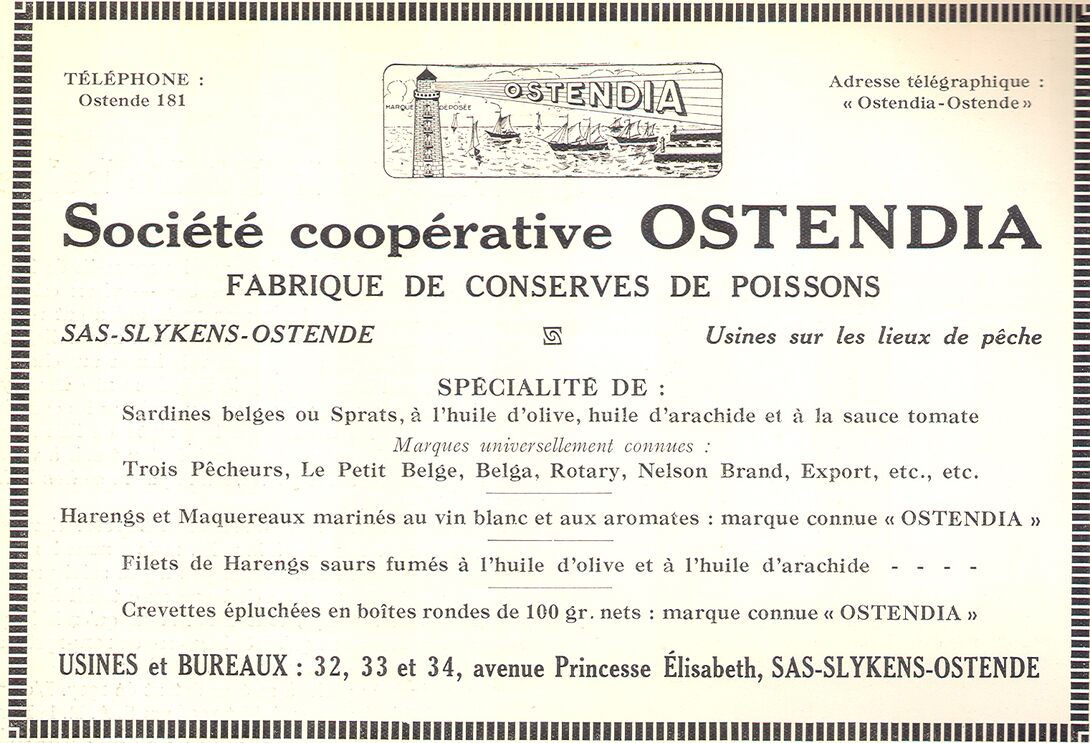 TÉLÉPHONE :
Ostende 181
MARQUE DÉPOSÉE
OSTENDIA
Adresse télégraphique :
« Ostendia-Ostende »
Société coopérative OSTENDIA
FABRIQUE DE CONSERVES DE POISSONS
SAS-SLYKENS-OSTENDE Usines sur les lieux de pêche
SPÉCIALITÉ DE :
Sardines belges ou Sprats, à l'huile d'olive, huile d'arachide et à la sauce tomate
Marques universellement connues :
Trois Pêcheurs, Le Petit Belge, Belga, Rotary, Nelson Brand, Export, etc., etc.
Harengs et Maquereaux marinés au vin blanc et aux aromates : marque connue « OSTENDIA »
Filets de Harengs saurs fumés à l'huile d'olive et à l'huile d'arachide - - - -
Crevettes épluchées en boîtes rondes de 100 gr. nets : marque connue « OSTENDIA »
USINES et BUREAUX : 32, 33 et 34, avenue Princesse Élisabeth, SAS-SLYKENS-OSTENDE